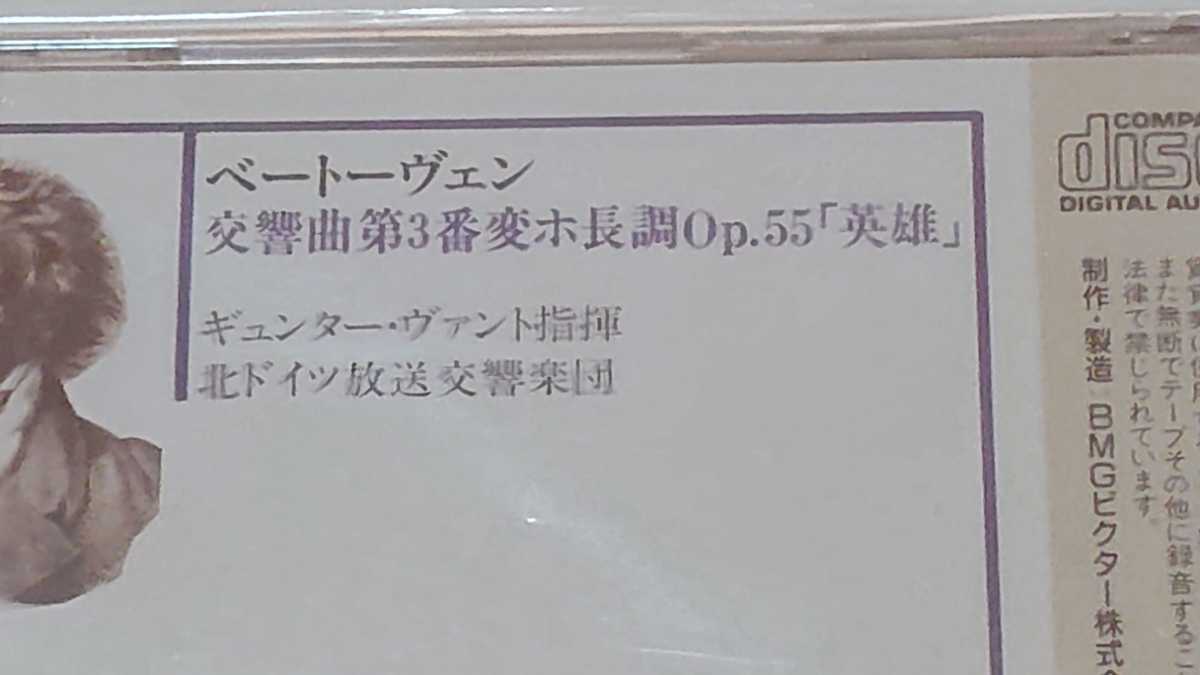 ベートーヴェン
交響曲第3番変ホ長調Op.55「英雄」
ギュンター・ヴァント指揮
北ドイツ放送交響楽団
COMPA
disc
DIGITAL AU
また無断でテープその他に録音するこ
法律で禁じられています。
制作・製造 BMGビクター株式